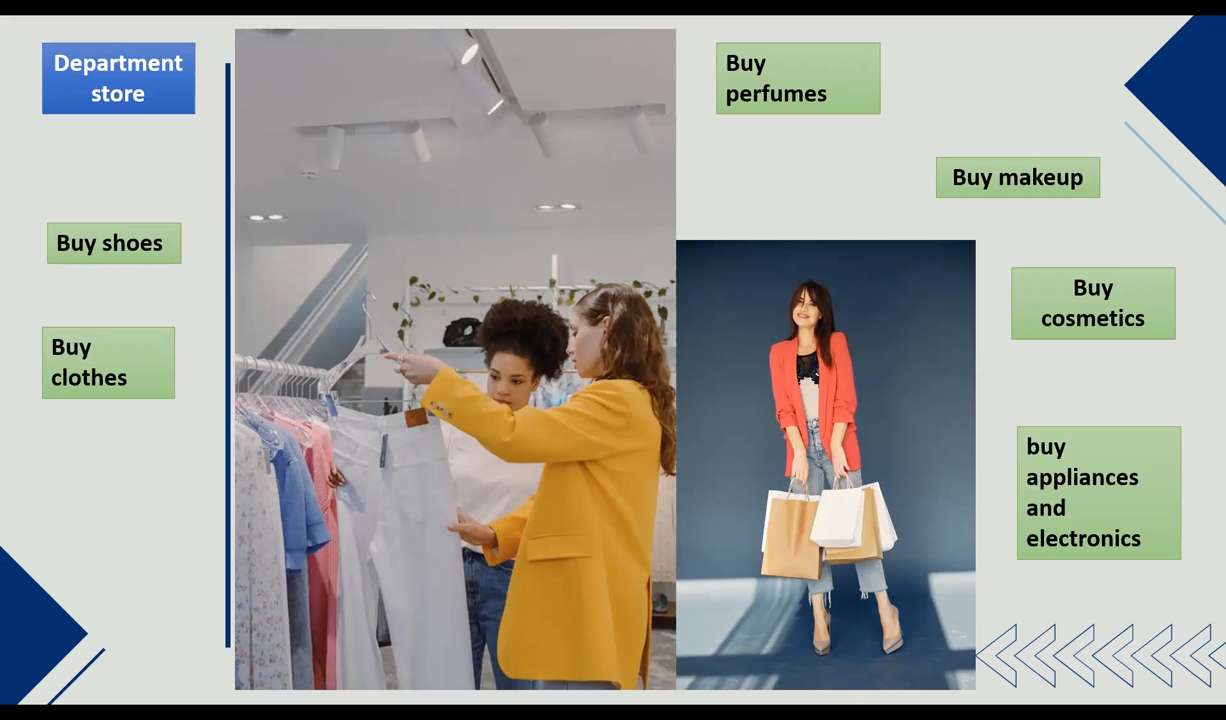 Department
store
Buy shoes
Buy
clothes
Buy
perfumes
Buy makeup
Buy
cosmetics
buy
appliances
and
electronics